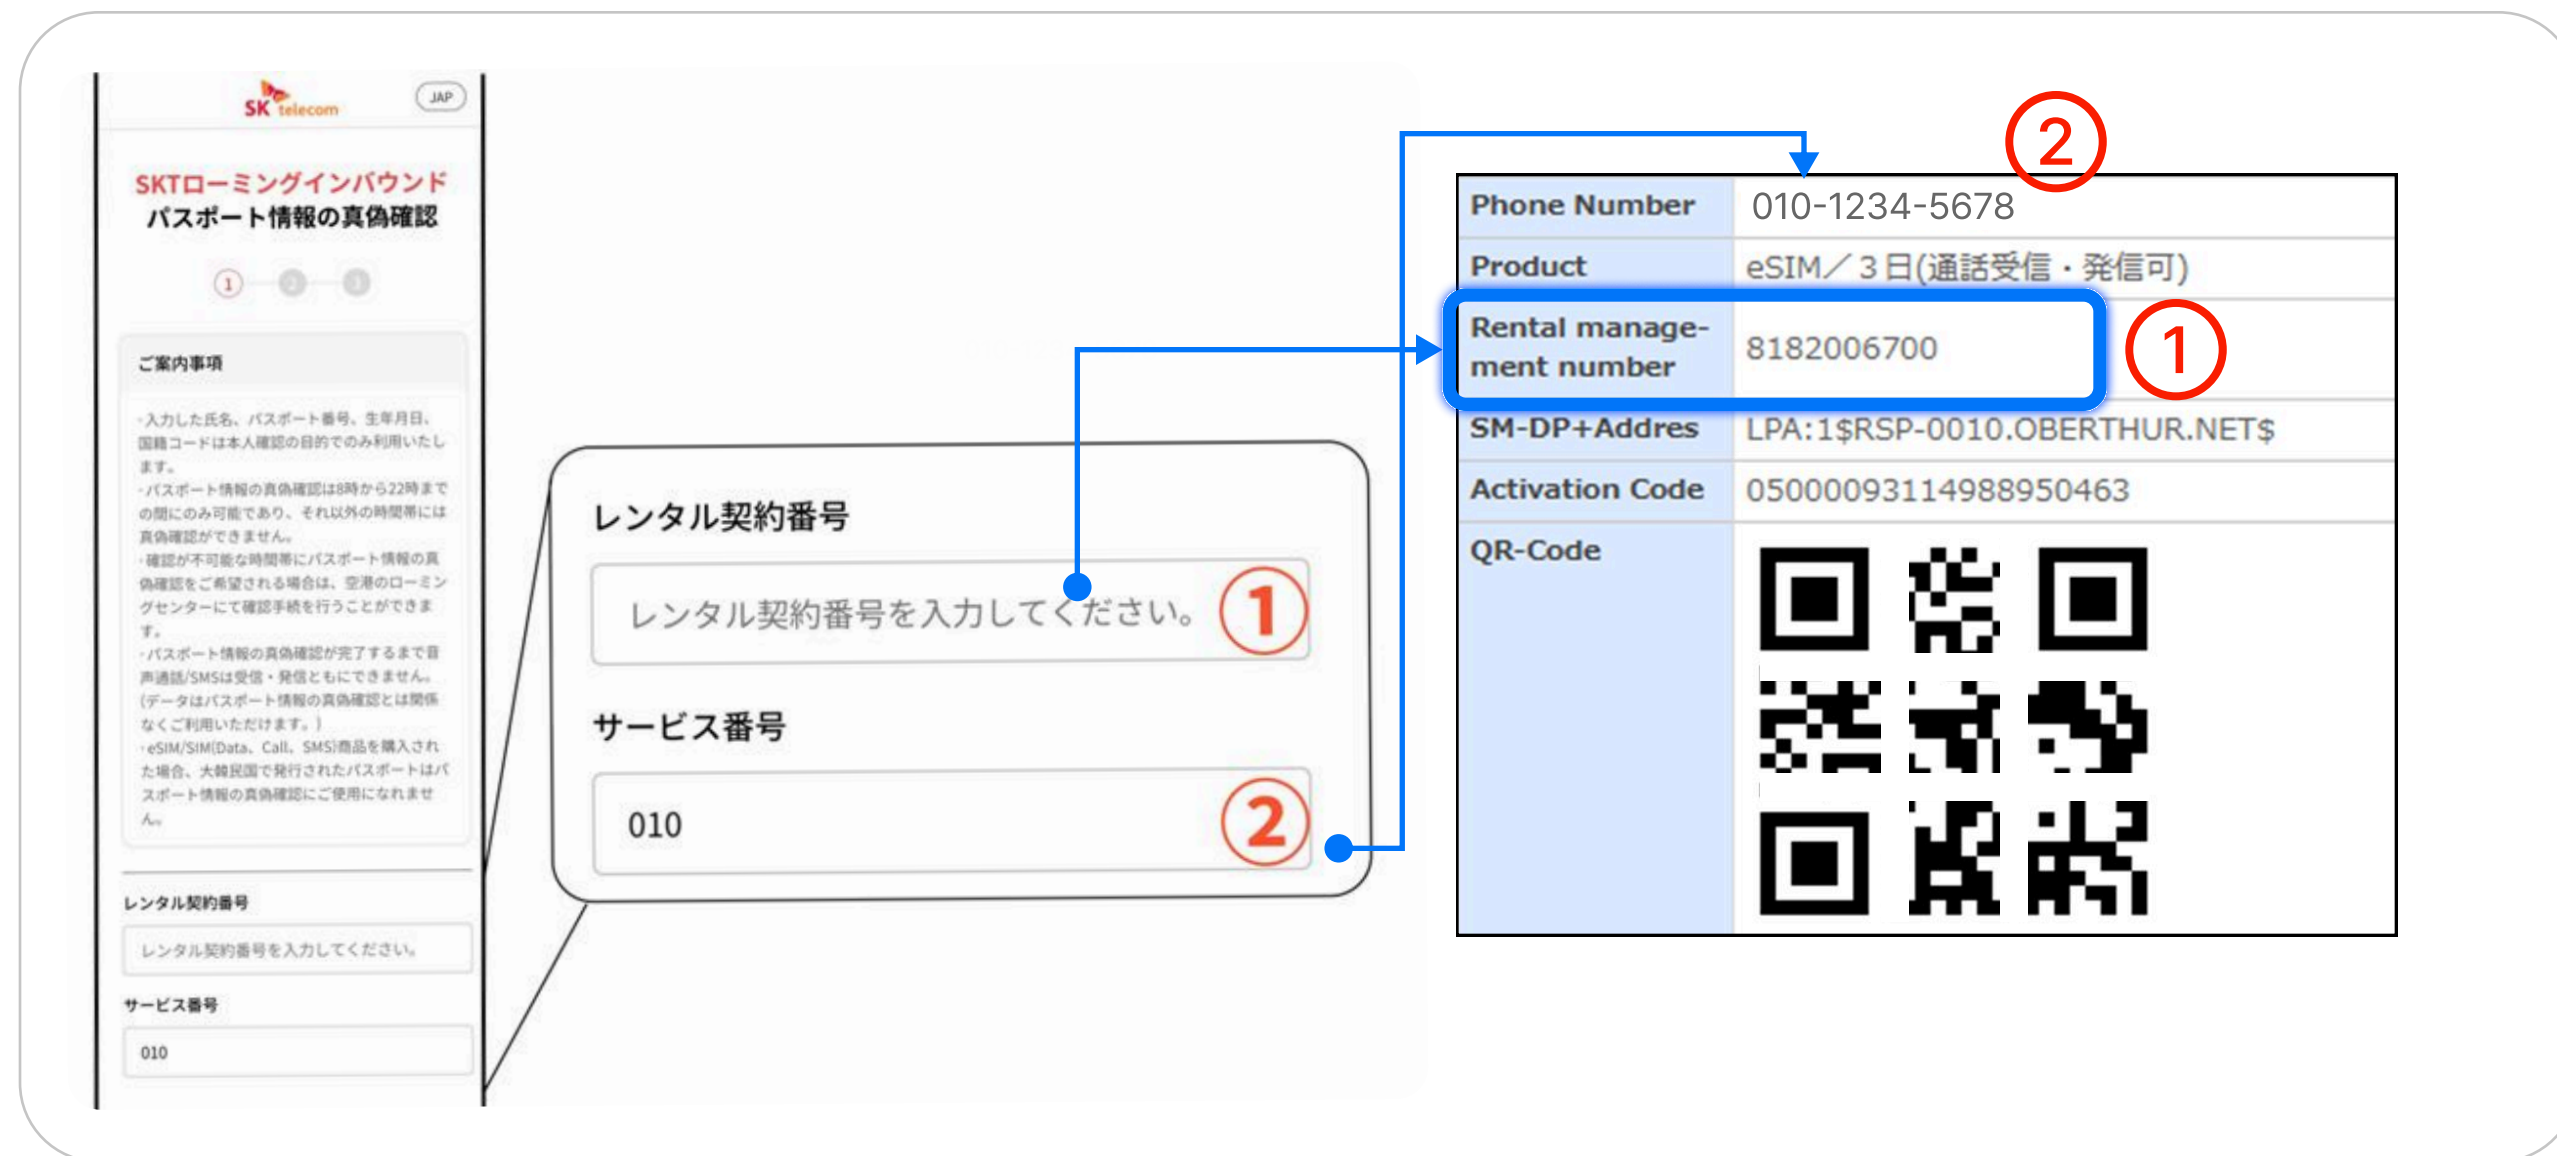 SK telecom
JAP
SKTローミングインバウンド
パスポート情報の真偽確認
1 2 3
ご案内事項
·入力した氏名、パスポート番号、生年月日、
国籍コードは本人確認の目的でのみ利用いたし
ます。
·パスポート情報の真偽確認は8時から22時まで
の間にのみ可能であり、それ以外の時間帯には
真偽確認ができません。
·確認が不可能な時間帯にパスポート情報の真
偽確認をご希望される場合は、空港のローミン
グセンターにて確認手続を行うことができま
す。
·パスポート情報の真偽確認が完了するまで音
声通話/SMSは受信・発信ともにできません。
(データはパスポート情報の真偽確認とは関係
なくご利用いただけます。)
·eSIM/SIM(Data、Call、SMS)商品を購入され
た場合、大韓民国で発行されたパスポートはパ
スポート情報の真偽確認にご使用になれませ
ん。
レンタル契約番号
レンタル契約番号を入力してください。
サービス番号
010
レンタル契約番号
レンタル契約番号を入力してください。 1
サービス番号
010 2
2
Phone Number 010-1234-5678
Product eSIM／３日(通話受信・発信可)
Rental manage-
ment number 8182006700 1
SM-DP+Addres LPA:1$RSP-0010.OBERTHUR.NET$
Activation Code 05000093114988950463
QR-Code